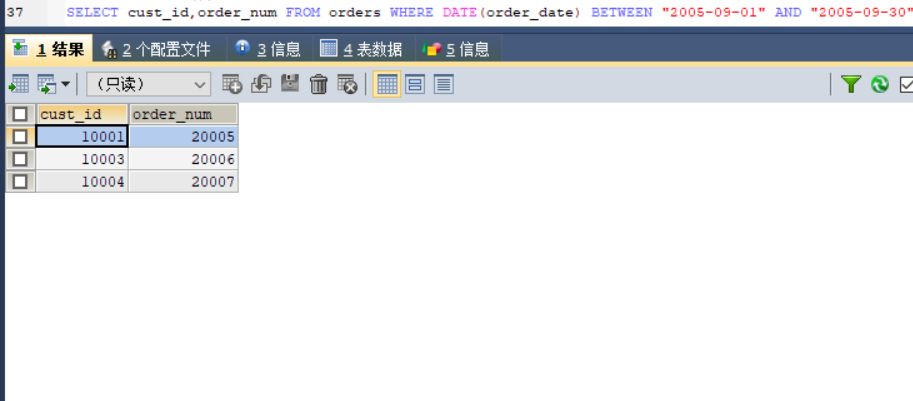 37 SELECT cust_id,order_num FROM orders WHERE DATE(order_date) BETWEEN "2005-09-01" AND "2005-09-30"
1 结果 2 个配置文件 3 信息 4 表数据 5 信息
（只读）
cust_id order_num
10001 20005
10003 20006
10004 20007